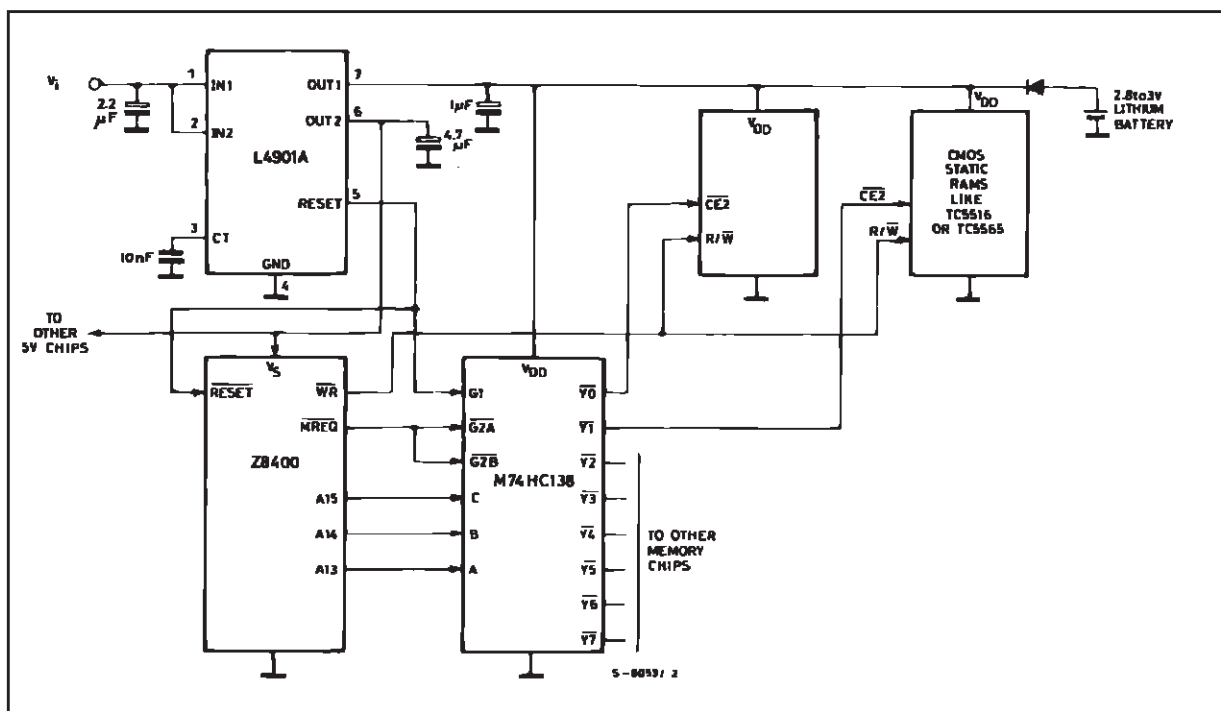 Vi
2.2
μF
1
IN1
2
IN2
L4901A
3
CT
10nF
GND
4
OUT1
7
OUT2
6
RESET
5
1μF
4.7
μF
VDD
CE2
R/W
VDD
CE2
R/W
CMOS
STATIC
RAMS
LIKE
TC5516
OR TC5565
2.8to3V
LITHIUM
BATTERY
TO
OTHER
5V CHIPS
VS
RESET
WR
MREQ
Z8400
A15
A14
A13
VDD
G1
G2A
G2B
M74HC138
C
B
A
Y0
Y1
Y2
Y3
Y4
Y5
Y6
Y7
TO OTHER
MEMORY
CHIPS
S-6059/2